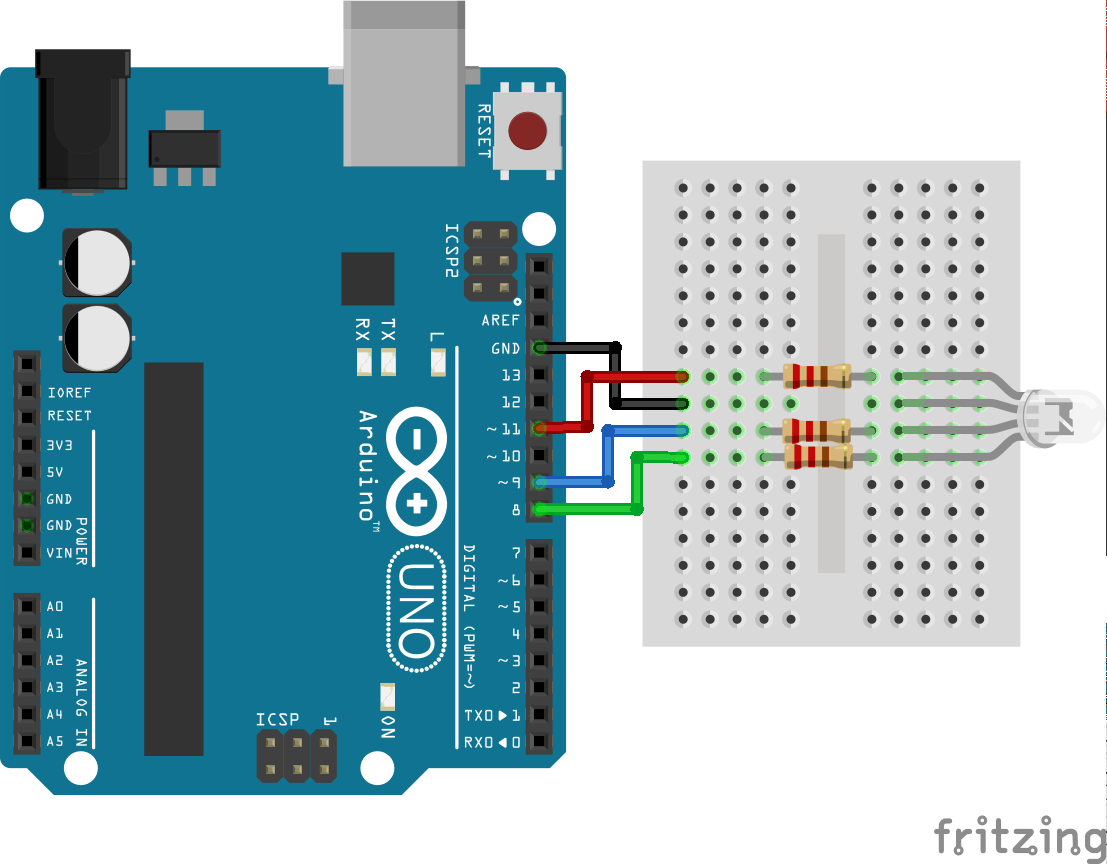 RESET
ICSP2
AREF
GND
13
12
~11
~10
~9
8
RX
TX
L
IOREF
RESET
3V3
5V
GND
GND
VIN
POWER
Arduino™
UNO
DIGITAL (PWM=~)
7
~6
~5
4
~3
2
TX0▶1
RX0◀0
A0
A1
A2
A3
A4
A5
ANALOG IN
ICSP
1
ON
fritzing